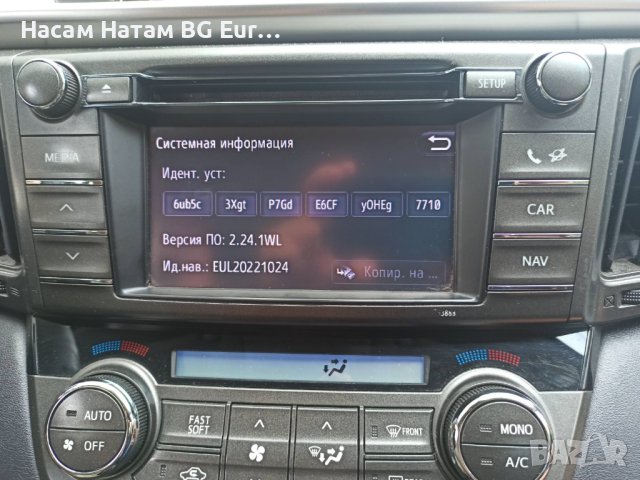 Насам Натам BG Eur...
SETUP
Системная информация
MEDIA
Идент. уст:
6ub5c 3Xgt P7Gd E6CF yOHEg 7710
CAR
Версия ПО: 2.24.1WL
Ид.нав.: EUL20221024
Копир. на ...
NAV
AUTO
OFF
FAST
SOFT
FRONT
MONO
A/C
BAZAR